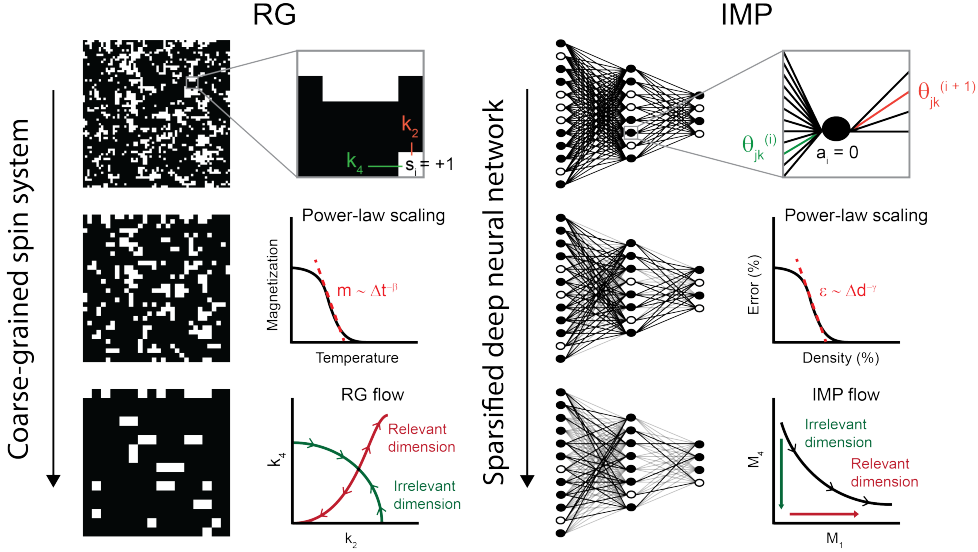 RG
IMP
Coarse-grained spin system
k₂
k₄
sᵢ = +1
Power-law scaling
Magnetization
m ~ Δt⁻ᵝ
Temperature
RG flow
Relevant
dimension
Irrelevant
dimension
k₄
k₂
Sparsified deep neural network
θⱼₖ⁽ⁱ ⁺ ¹⁾
θⱼₖ⁽ⁱ⁾
aᵢ = 0
Power-law scaling
Error (%)
ε ~ Δd⁻ᵞ
Density (%)
IMP flow
Irrelevant
dimension
Relevant
dimension
M₄
M₁